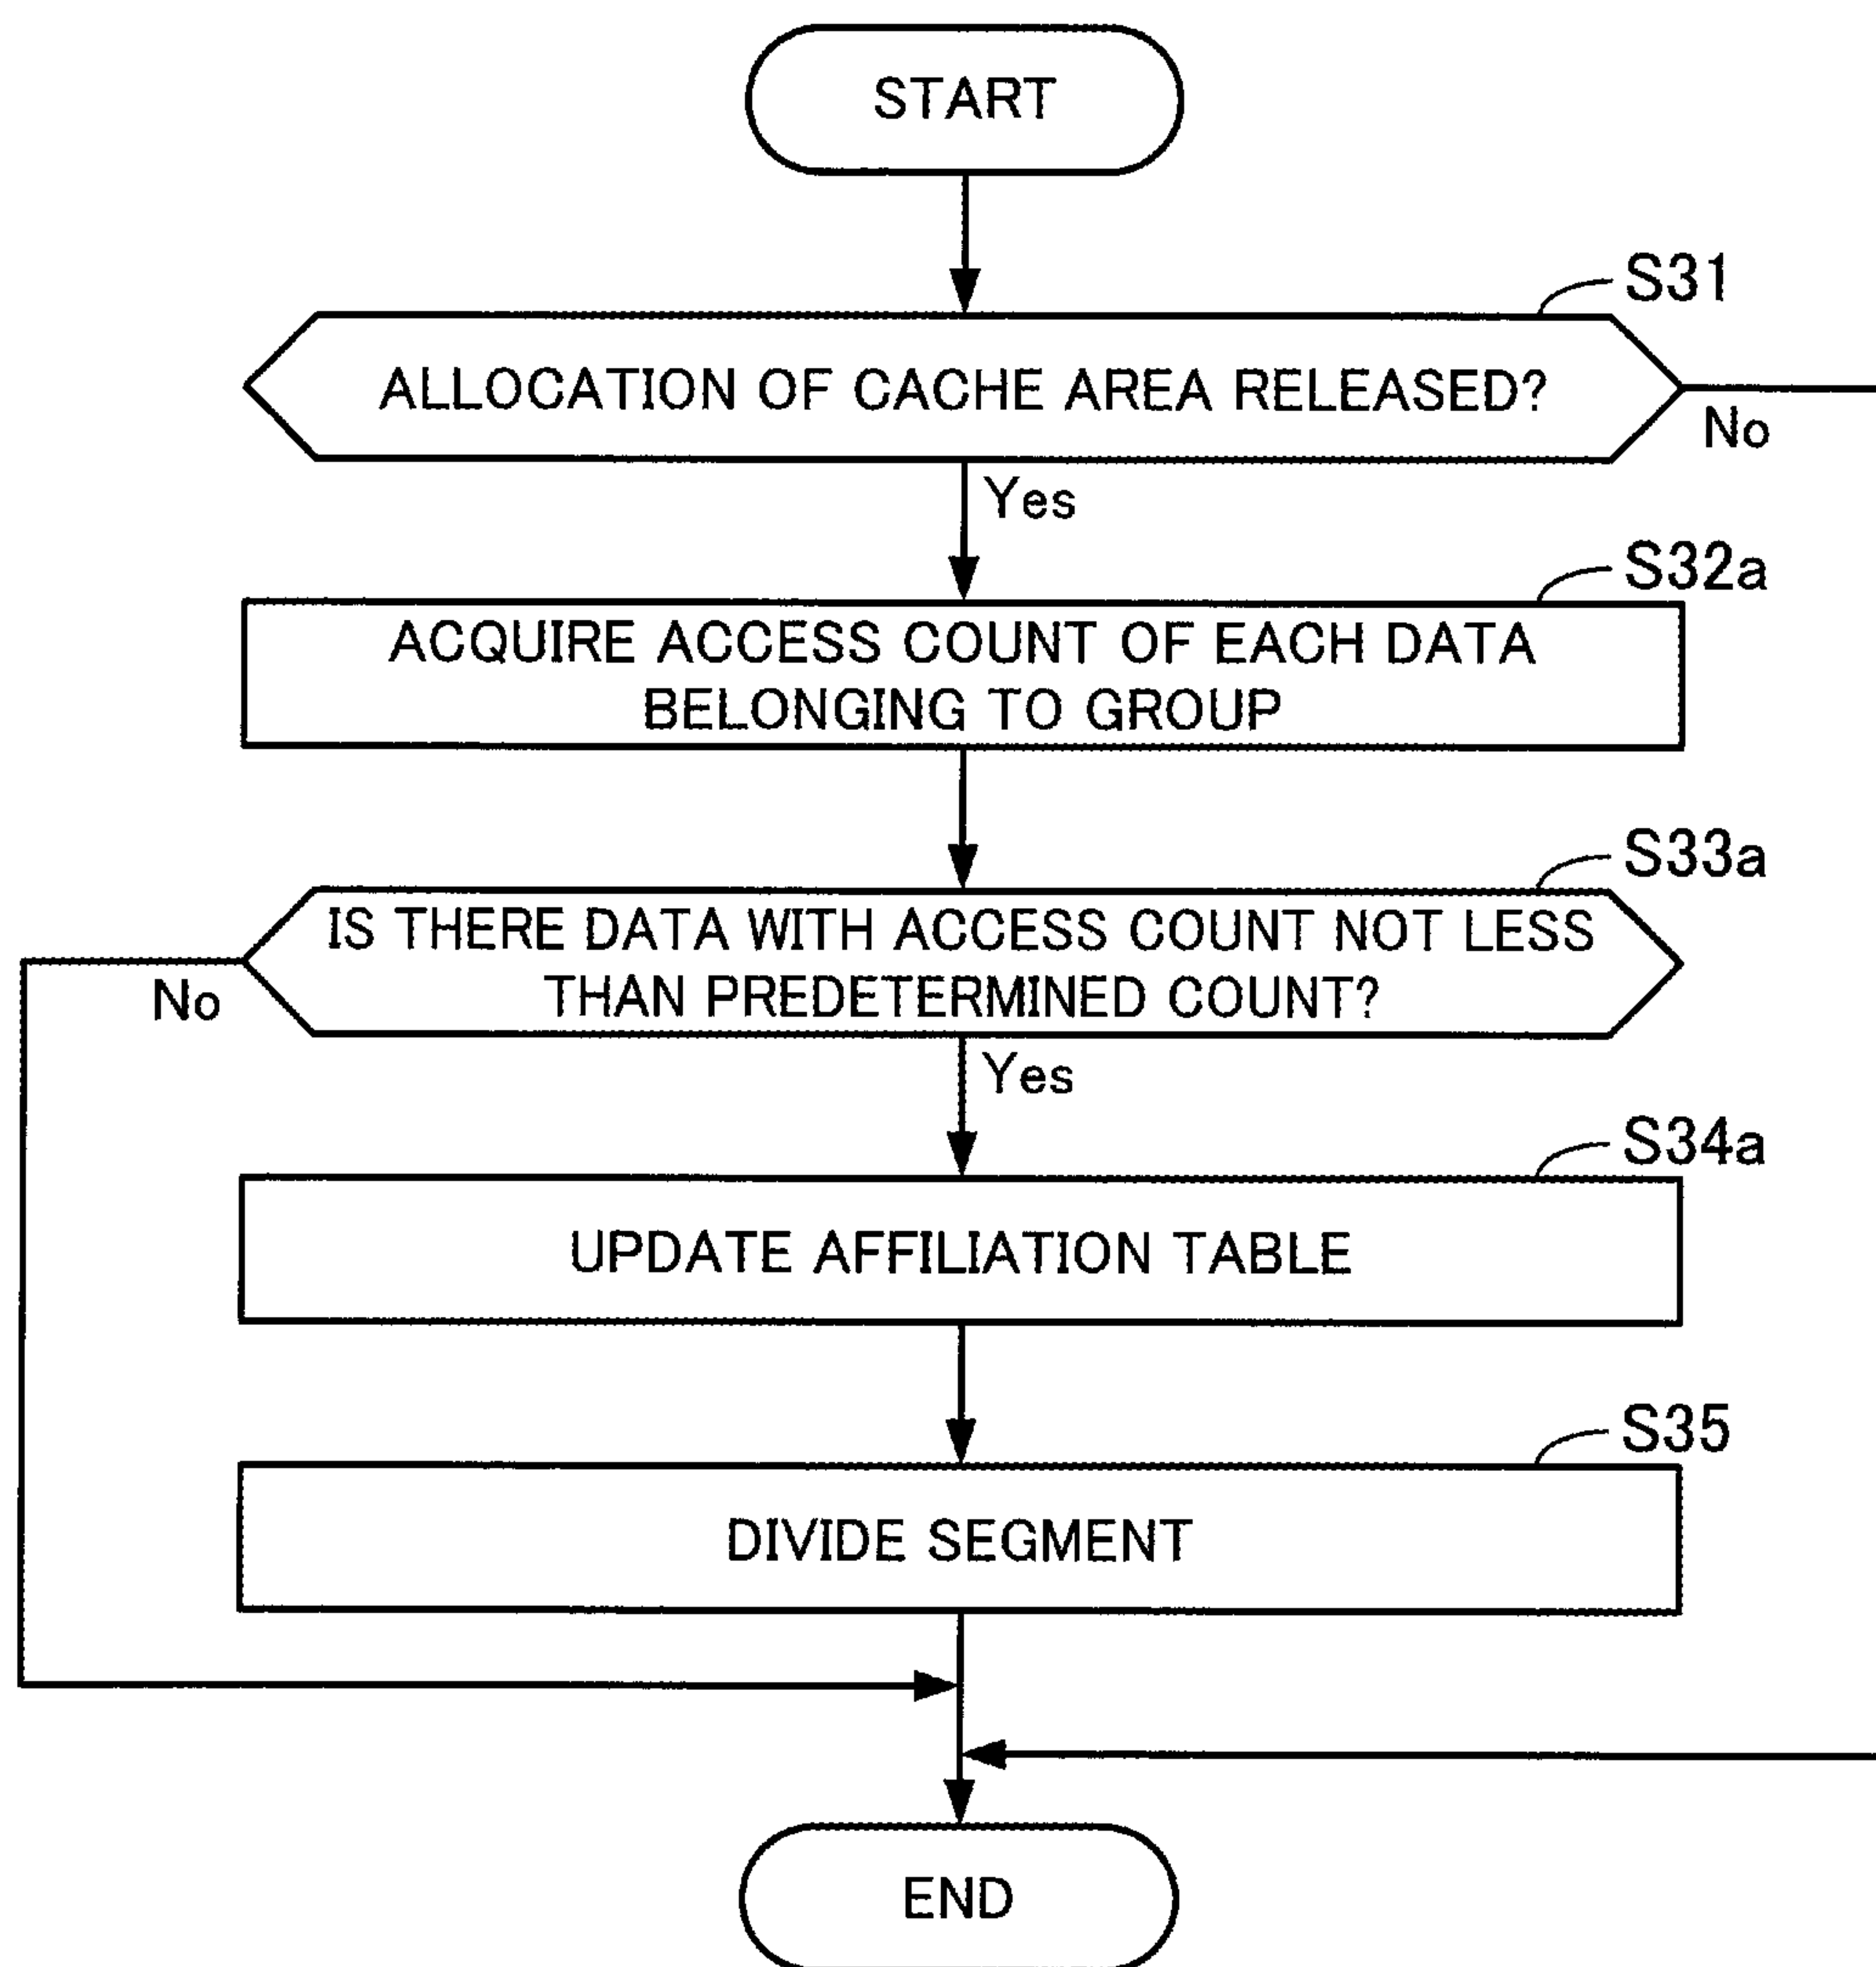 START
S31
ALLOCATION OF CACHE AREA RELEASED?
No
Yes
S32a
ACQUIRE ACCESS COUNT OF EACH DATA
BELONGING TO GROUP
S33a
IS THERE DATA WITH ACCESS COUNT NOT LESS
THAN PREDETERMINED COUNT?
No
Yes
S34a
UPDATE AFFILIATION TABLE
S35
DIVIDE SEGMENT
END